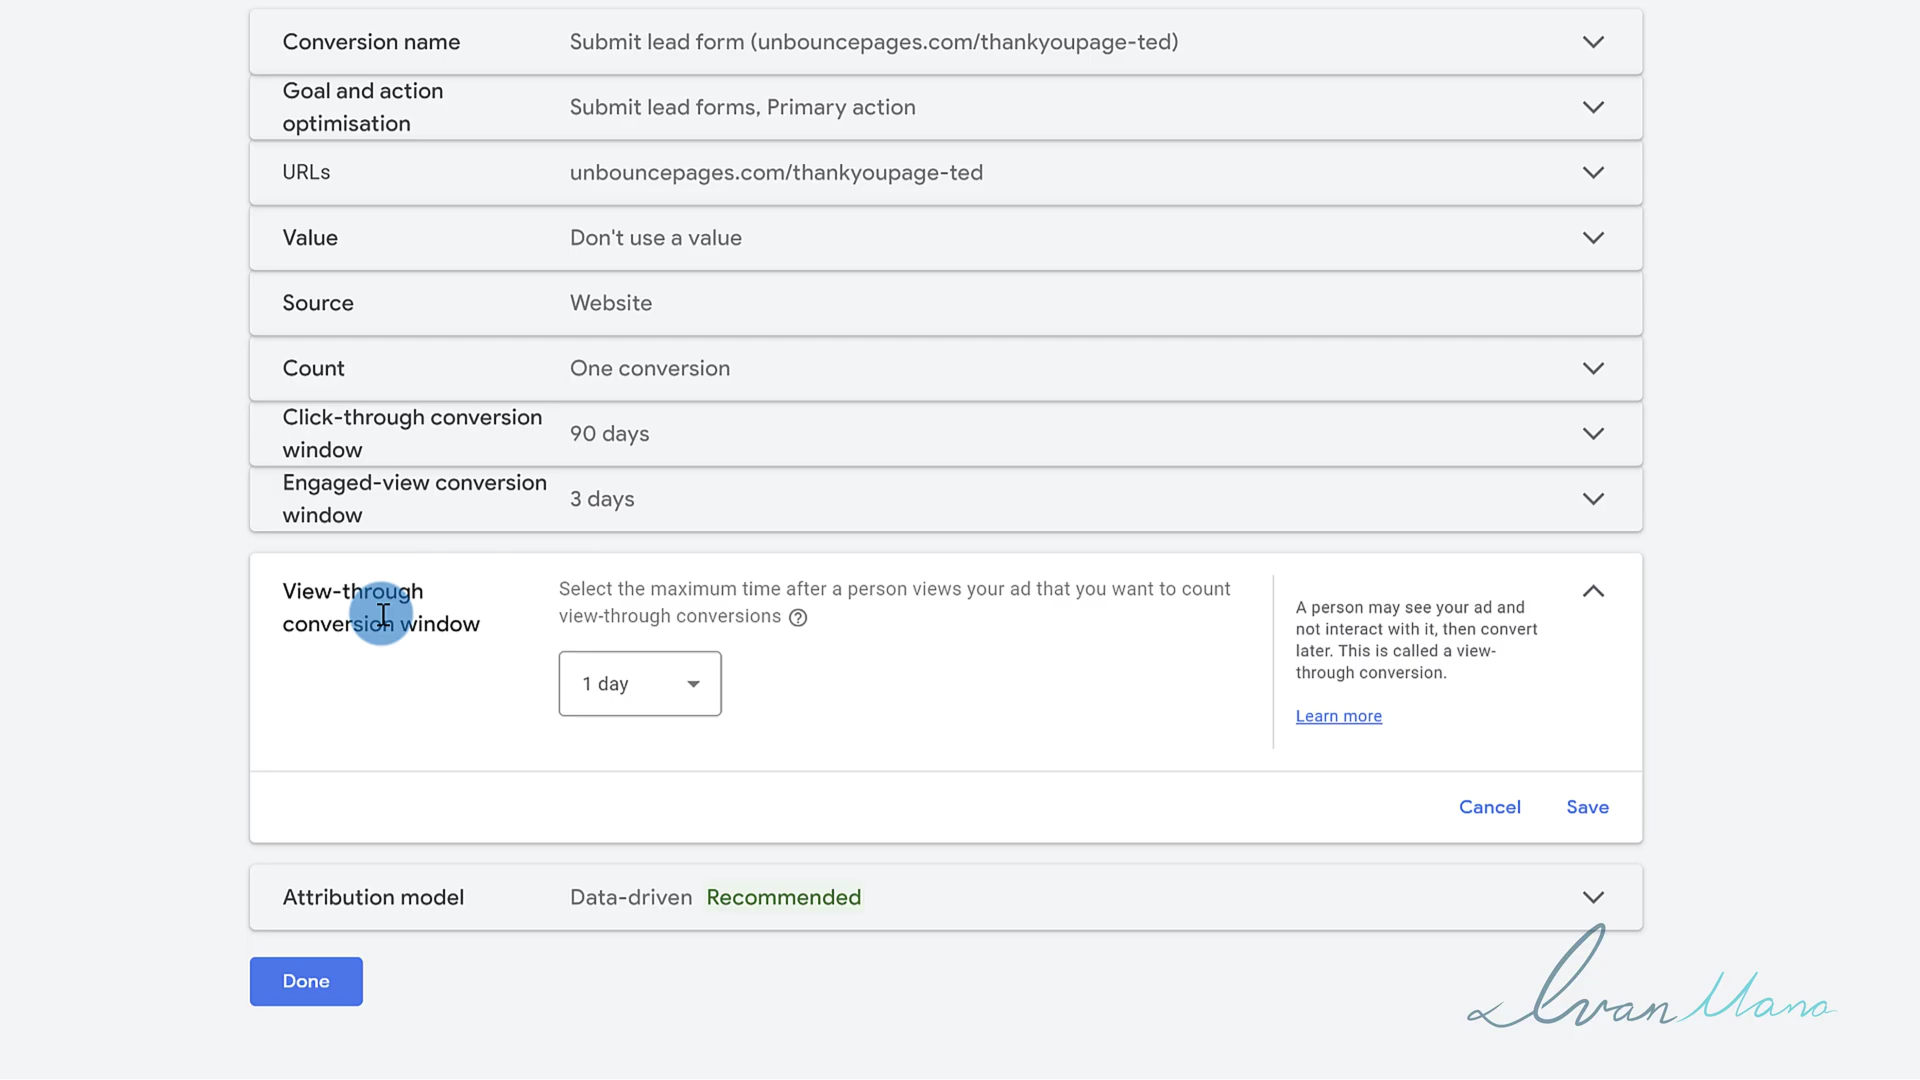 Conversion name Submit lead form (unbouncepages.com/thankyoupage-ted)
Goal and action
optimisation
Submit lead forms, Primary action
URLs unbouncepages.com/thankyoupage-ted
Value Don't use a value
Source Website
Count One conversion
Click-through conversion
window
90 days
Engaged-view conversion
window
3 days
View-through
conversion window
Select the maximum time after a person views your ad that you want to count
view-through conversions
1 day
A person may see your ad and
not interact with it, then convert
later. This is called a view-
through conversion.
Learn more
Cancel Save
Attribution model Data-driven Recommended
Done
Ivan Mana